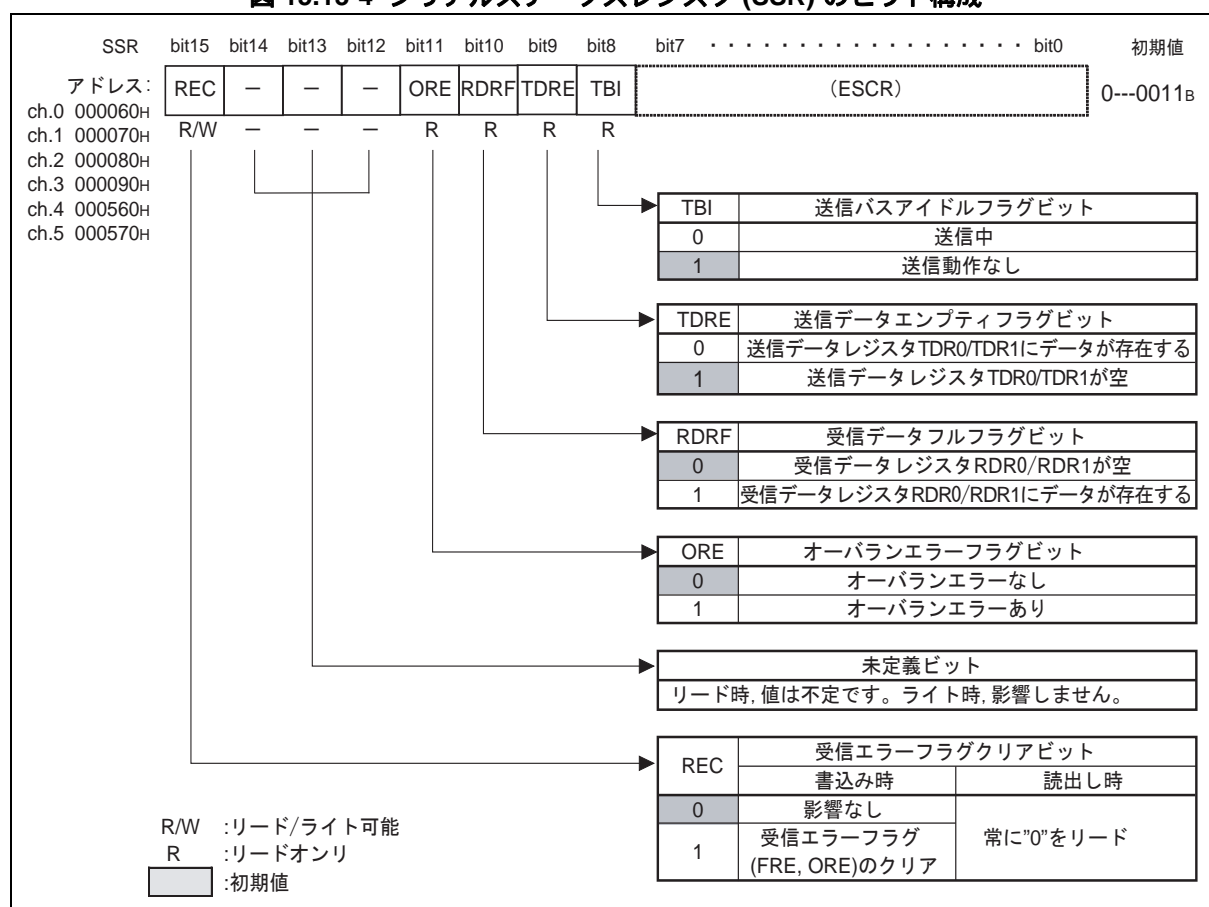 SSR bit15 bit14 bit13 bit12 bit11 bit10 bit9 bit8 bit7 ・・・・・・・・・・・・・・・・・・ bit0 初期値
アドレス: REC − − − ORE RDRF TDRE TBI (ESCR) 0---0011B
ch.0 000060H
ch.1 000070H R/W − − − R R R R
ch.2 000080H
ch.3 000090H
ch.4 000560H
ch.5 000570H
TBI 送信バスアイドルフラグビット
0 送信中
1 送信動作なし
TDRE 送信データエンプティフラグビット
0 送信データレジスタTDR0/TDR1にデータが存在する
1 送信データレジスタTDR0/TDR1が空
RDRF 受信データフルフラグビット
0 受信データレジスタRDR0/RDR1が空
1 受信データレジスタRDR0/RDR1にデータが存在する
ORE オーバランエラーフラグビット
0 オーバランエラーなし
1 オーバランエラーあり
未定義ビット
リード時, 値は不定です。ライト時, 影響しません。
REC 受信エラーフラグクリアビット
書込み時 読出し時
0 影響なし 常に"0"をリード
1 受信エラーフラグ
(FRE, ORE)のクリア
R/W :リード/ライト可能
R :リードオンリ
:初期値